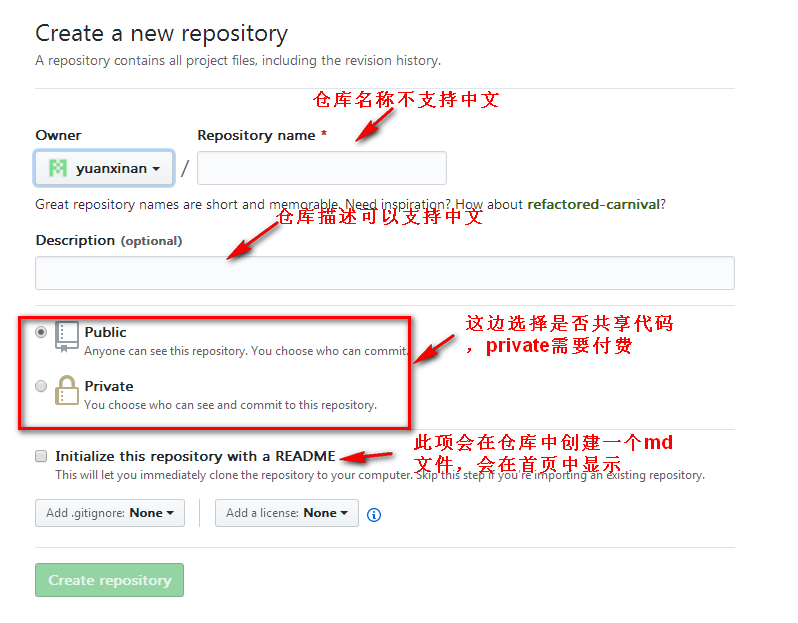 Create a new repository
A repository contains all project files, including the revision history.
仓库名称不支持中文
Owner
Repository name *
yuanxinan
/
Great repository names are short and memorable. Need inspiration? How about refactored-carnival?
仓库描述可以支持中文
Description (optional)
Public
Anyone can see this repository. You choose who can commit.
这边选择是否共享代码
，private需要付费
Private
You choose who can see and commit to this repository.
此项会在仓库中创建一个md
文件，会在首页中显示
Initialize this repository with a README
This will let you immediately clone the repository to your computer. Skip this step if you're importing an existing repository.
Add .gitignore: None
Add a license: None
Create repository